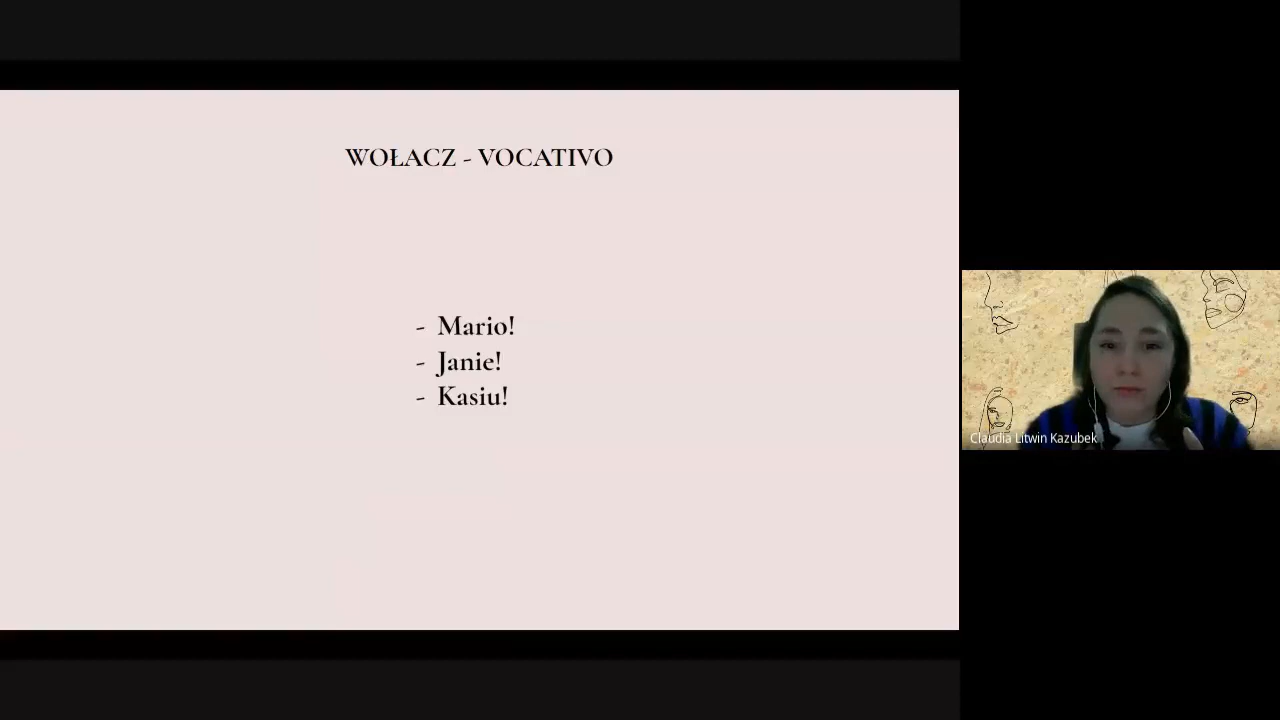 WOŁACZ - VOCATIVO
- Mario!
- Janie!
- Kasiu!
Claudia Litwin Kazubek